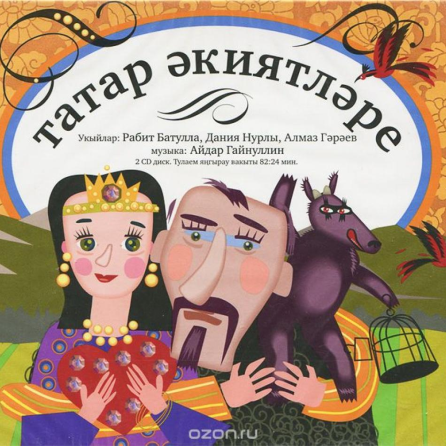 татар әкиятләре
Укыйлар: Рабит Батулла, Дания Нурлы, Алмаз Гәрәев
музыка: Айдар Гайнуллин
2 CD диск. Тулаем яңгырау вакыты 82:24 мин.
ozon.ru